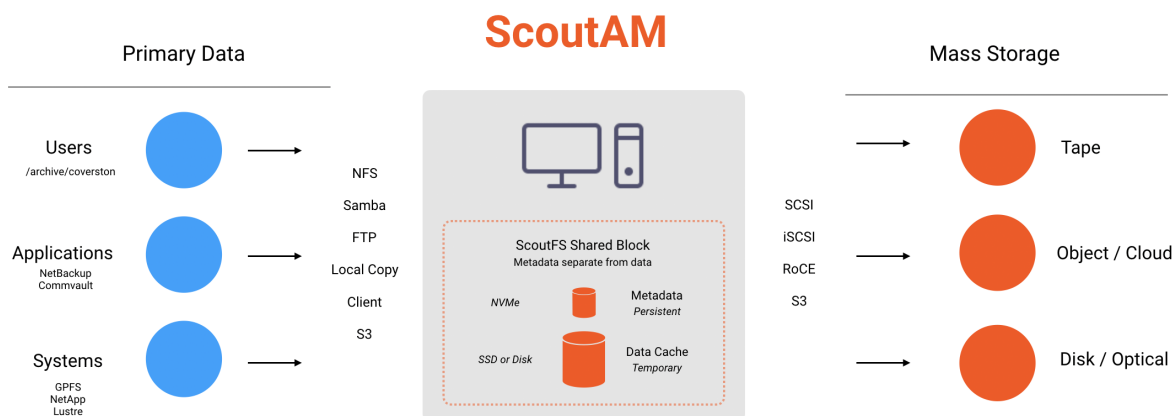 ScoutAM
Primary Data
Mass Storage
Users
/archive/coverston
Applications
NetBackup
Commvault
Systems
GPFS
NetApp
Lustre
NFS
Samba
FTP
Local Copy
Client
S3
ScoutFS Shared Block
Metadata separate from data
NVMe
Metadata
Persistent
SSD or Disk
Data Cache
Temporary
SCSI
iSCSI
RoCE
S3
Tape
Object / Cloud
Disk / Optical